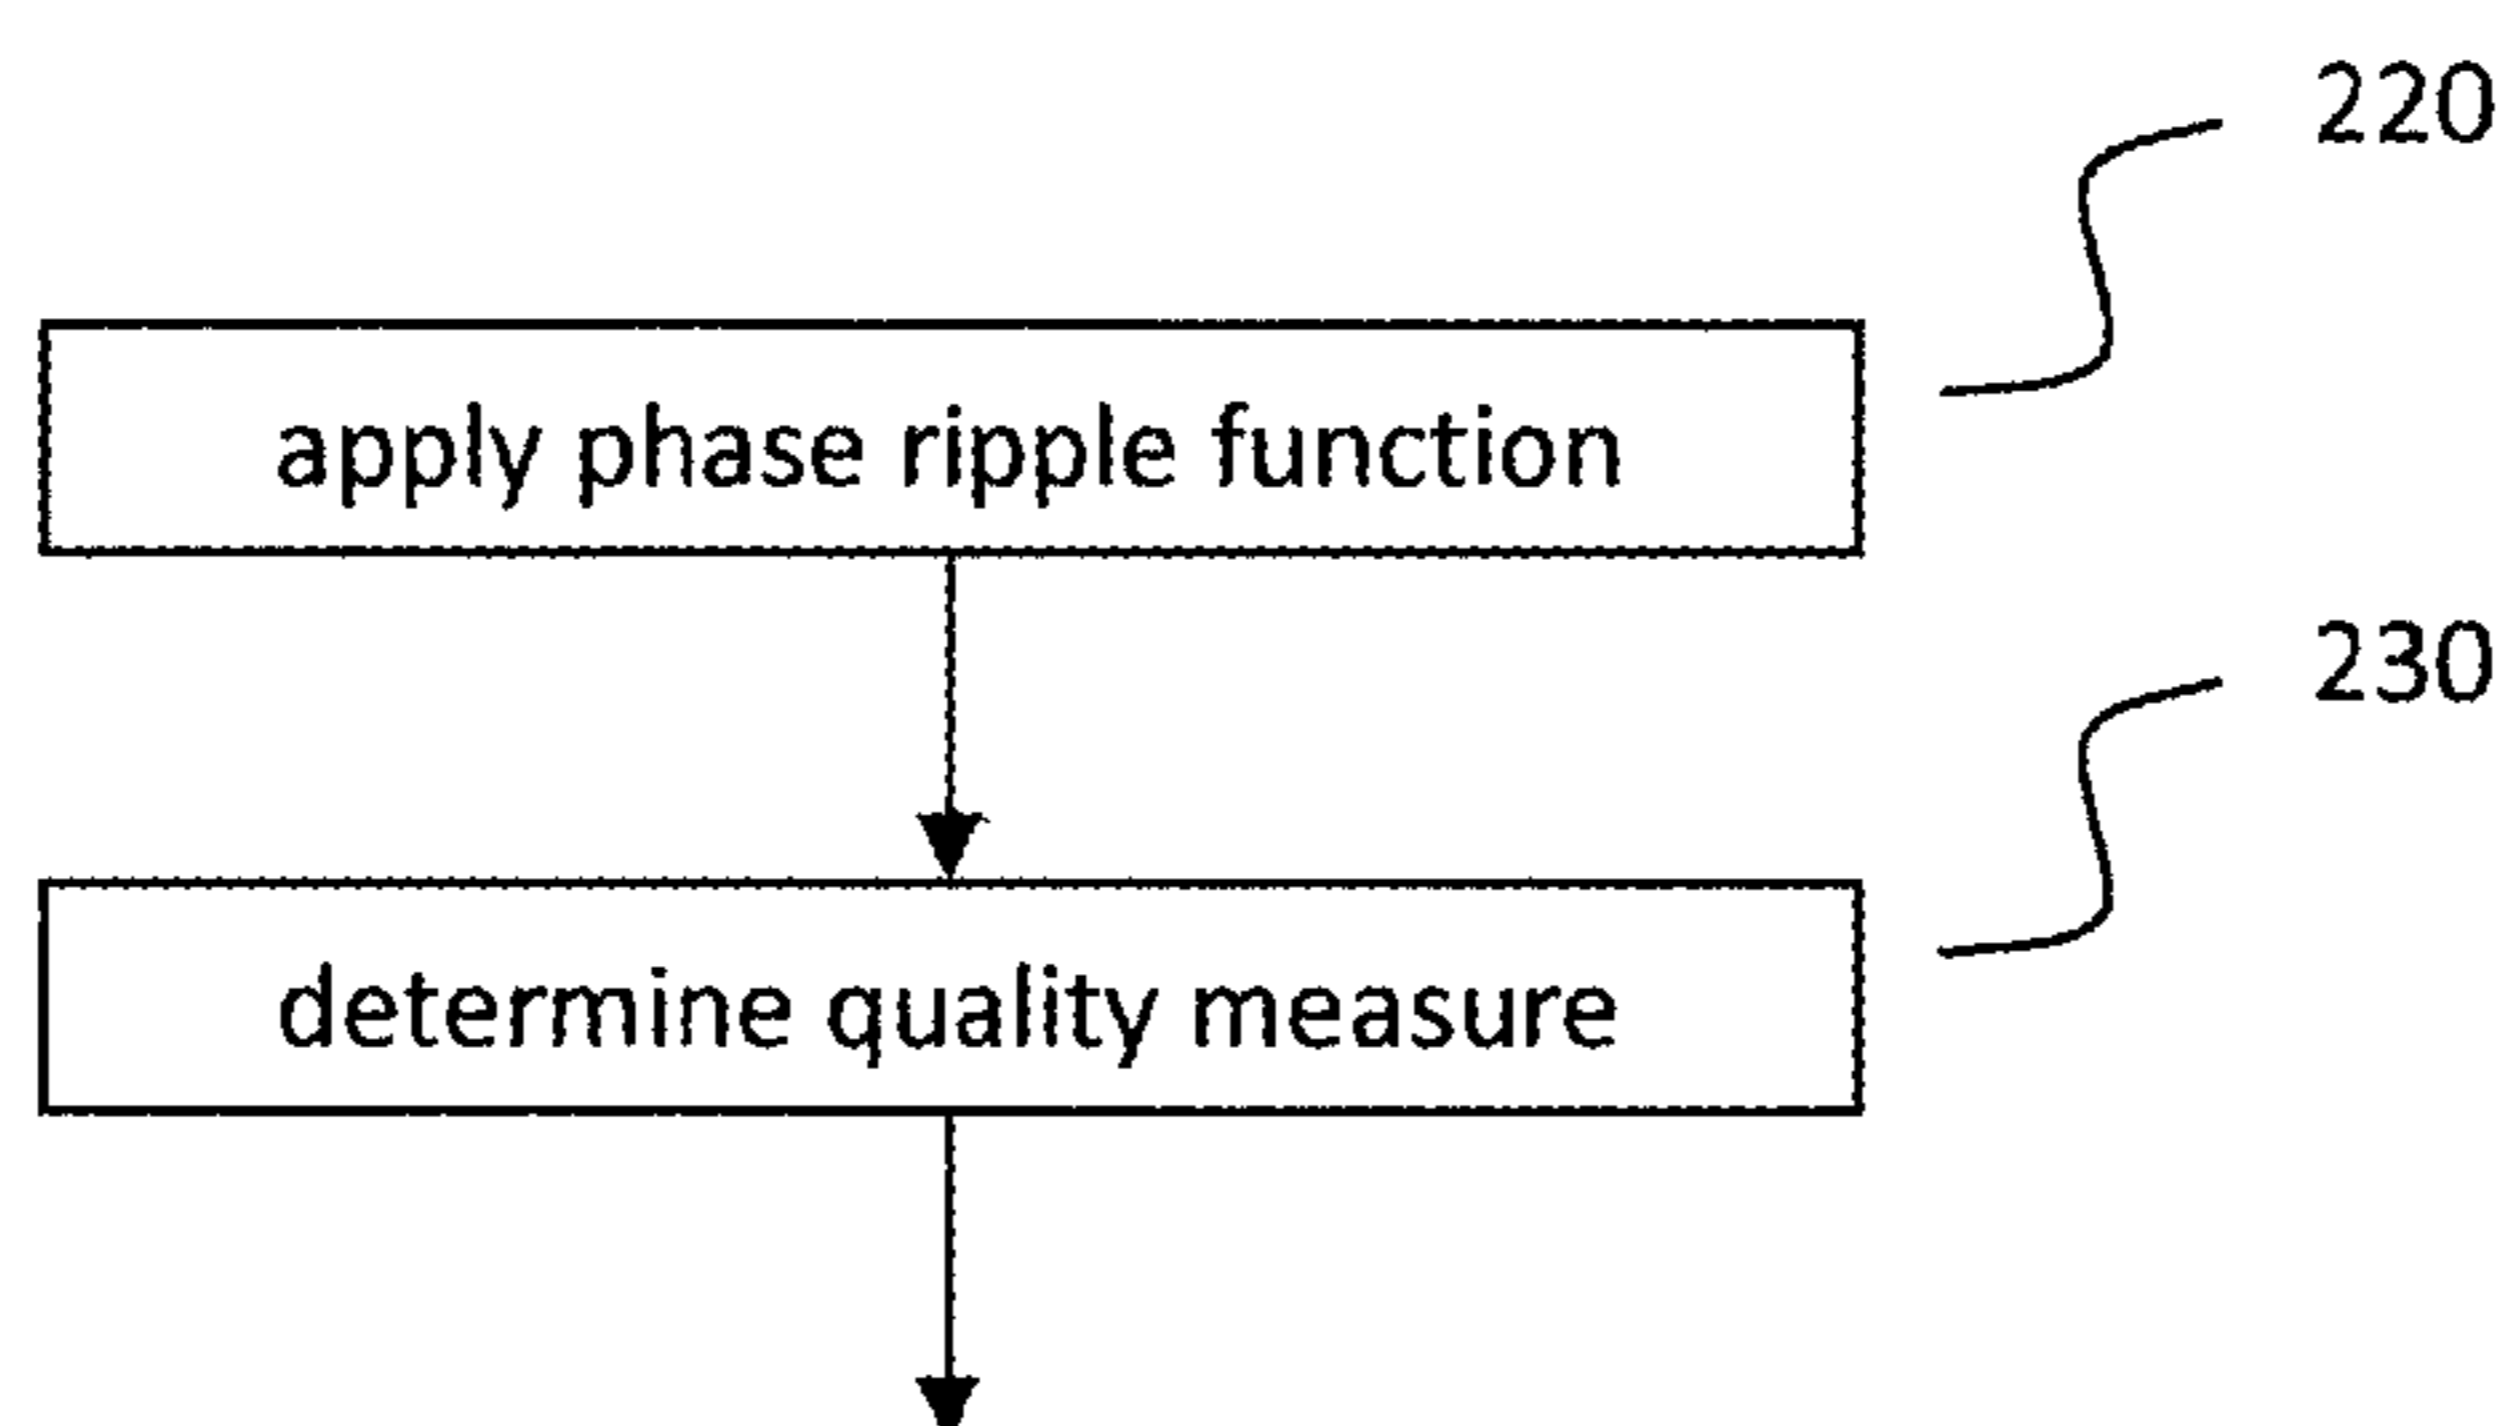 220
apply phase ripple function
230
determine quality measure